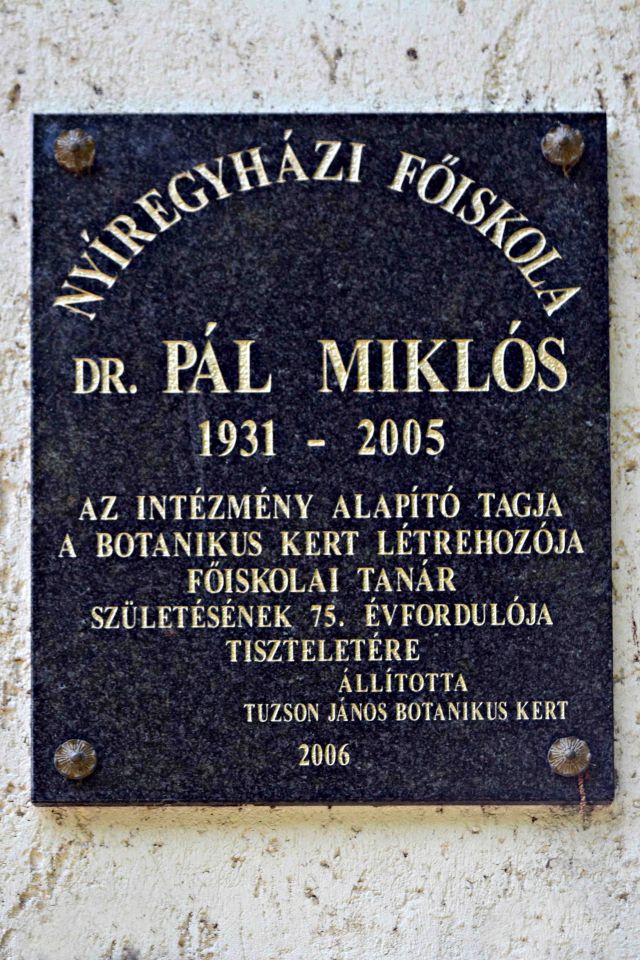 NYÍREGYHÁZI FŐISKOLA
DR. PÁL MIKLÓS
1931 - 2005
AZ INTÉZMÉNY ALAPÍTÓ TAGJA
A BOTANIKUS KERT LÉTREHOZÓJA
FŐISKOLAI TANÁR
SZÜLETÉSÉNEK 75. ÉVFORDULÓJA
TISZTELETÉRE
ÁLLÍTOTTA
TUZSON JÁNOS BOTANIKUS KERT
2006